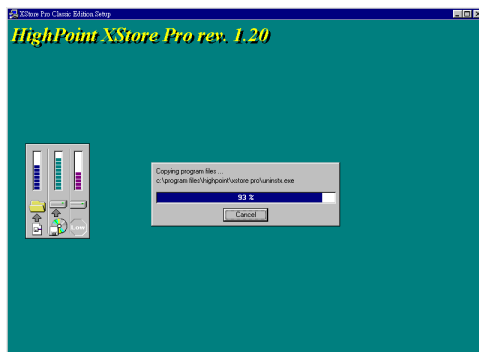 XStore Pro Classic Edition Setup
HighPoint XStore Pro rev. 1.20
Copying program files ...
c:\program files\highpoint\xstore pro\uninstx.exe
93 %
Cancel
Low